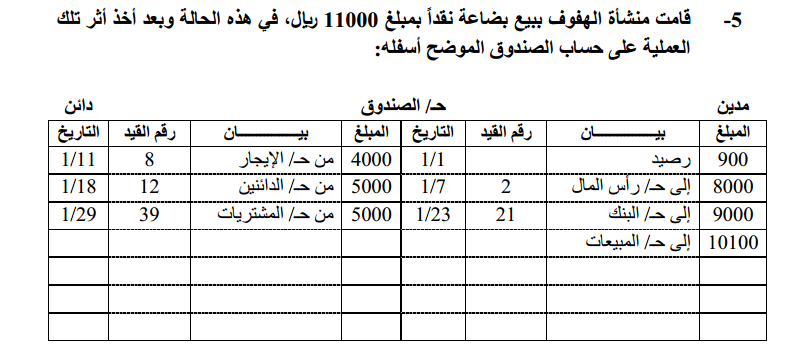 5- قامت منشأة الهفوف ببيع بضاعة نقداً بمبلغ 11000 ريال، في هذه الحالة وبعد أخذ أثر تلك
العملية على حساب الصندوق الموضح أسفله:
مدين حـ/ الصندوق دائن
المبلغ بيـــــــــان رقم القيد التاريخ المبلغ بيـــــــــان رقم القيد التاريخ
900 رصيد 1/1 4000 من حـ/ الإيجار 8 1/11
8000 إلى حـ/ رأس المال 2 1/7 5000 من حـ/ الدائنين 12 1/18
9000 إلى حـ/ البنك 21 1/23 5000 من حـ/ المشتريات 39 1/29
10100 إلى حـ/ المبيعات